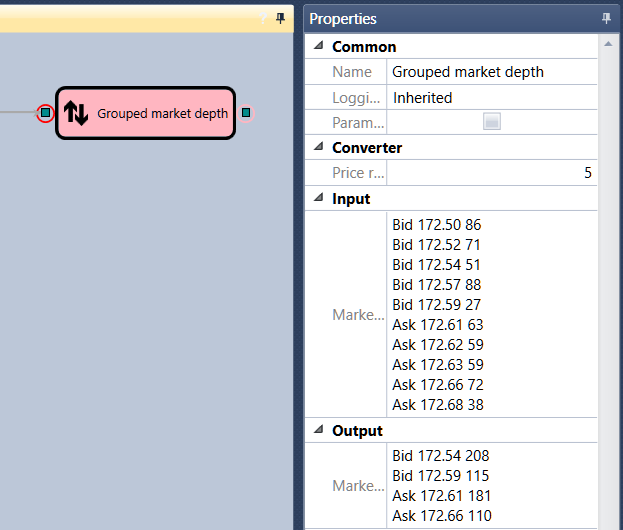 Properties
Common
Name Grouped market depth
Loggi... Inherited
Param...
Converter
Price r... 5
Input
Marke...
Bid 172.50 86
Bid 172.52 71
Bid 172.54 51
Bid 172.57 88
Bid 172.59 27
Ask 172.61 63
Ask 172.62 59
Ask 172.63 59
Ask 172.66 72
Ask 172.68 38
Output
Marke...
Bid 172.54 208
Bid 172.59 115
Ask 172.61 181
Ask 172.66 110
Grouped market depth